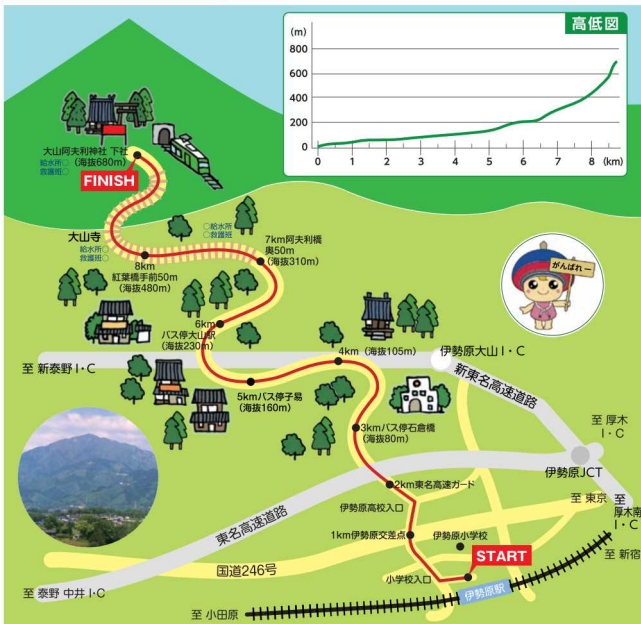 高低図
(m)
800
600
400
200
0
0
1
2
3
4
5
6
7
8
(km)
大山阿夫利神社 下社
(海抜680m)
給水所○
救護班○
FINISH
大山寺
給水所○
救護班○
○給水所
○救護班
7km阿夫利橋
奥50m
(海抜310m)
8km
紅葉橋手前50m
(海抜480m)
がんばれー
6km
バス停大山駅
(海抜230m)
4km(海抜105m)
伊勢原大山 I・C
至 新秦野 I・C
新東名高速道路
5kmバス停子易
(海抜160m)
3kmバス停石倉橋
(海抜80m)
至 厚木
I・C
伊勢原JCT
2km東名高速ガード
至 東京
至
厚木南
I・C
伊勢原高校入口
東名高速道路
1km伊勢原交差点
伊勢原小学校
START
至 新宿
国道246号
小学校入口
伊勢原駅
至 秦野 中井 I・C
至 小田原